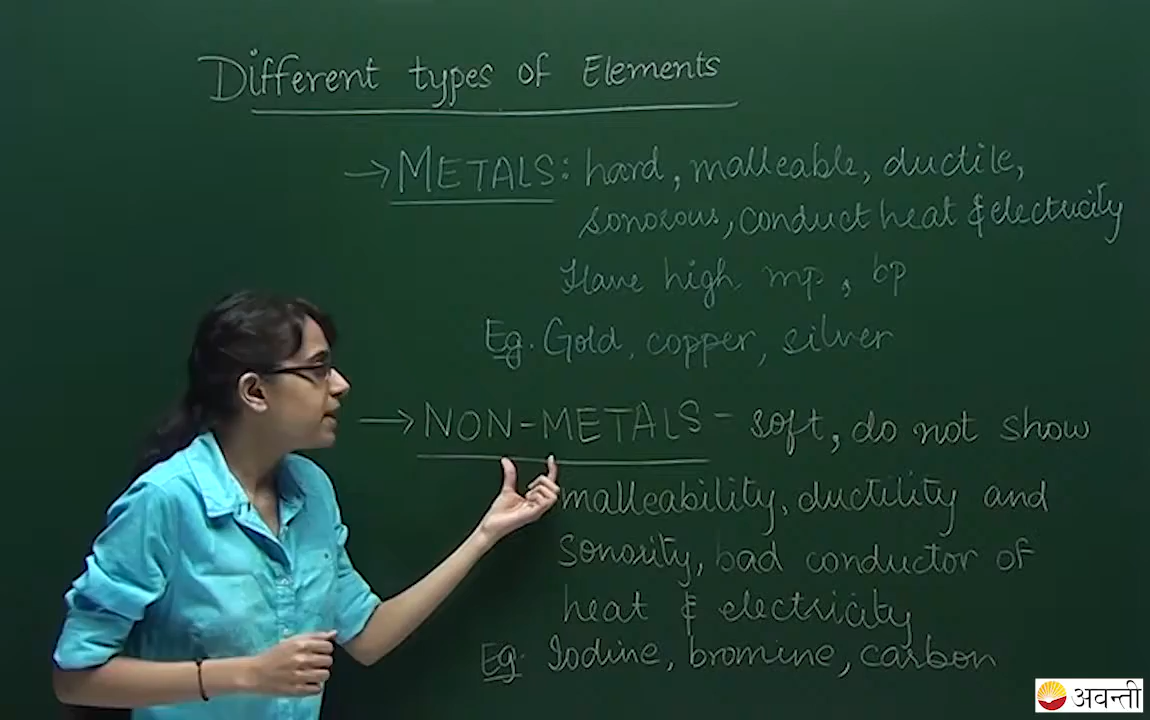 Different types of Elements
→ METALS: hard, malleable, ductile,
sonorous, conduct heat & electricity
Have high mp, bp
Eg. Gold, copper, silver
→ NON-METALS - soft, do not show
malleability, ductility and
Sonority, bad conductor of
heat & electricity
Eg. Iodine, bromine, carbon
अवन्ती